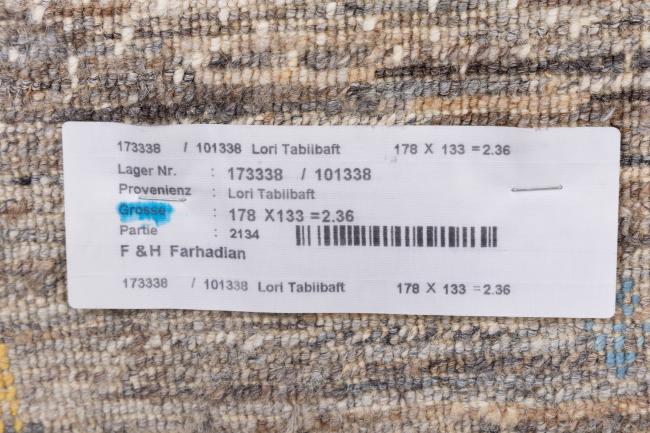 173338 / 101338 Lori Tabiibaft 178 X 133 =2.36
Lager Nr. : 173338 / 101338
Provenienz : Lori Tabiibaft
Grosse : 178 X133 =2.36
Partie : 2134
F & H Farhadian
173338 / 101338 Lori Tabiibaft 178 X 133 =2.36